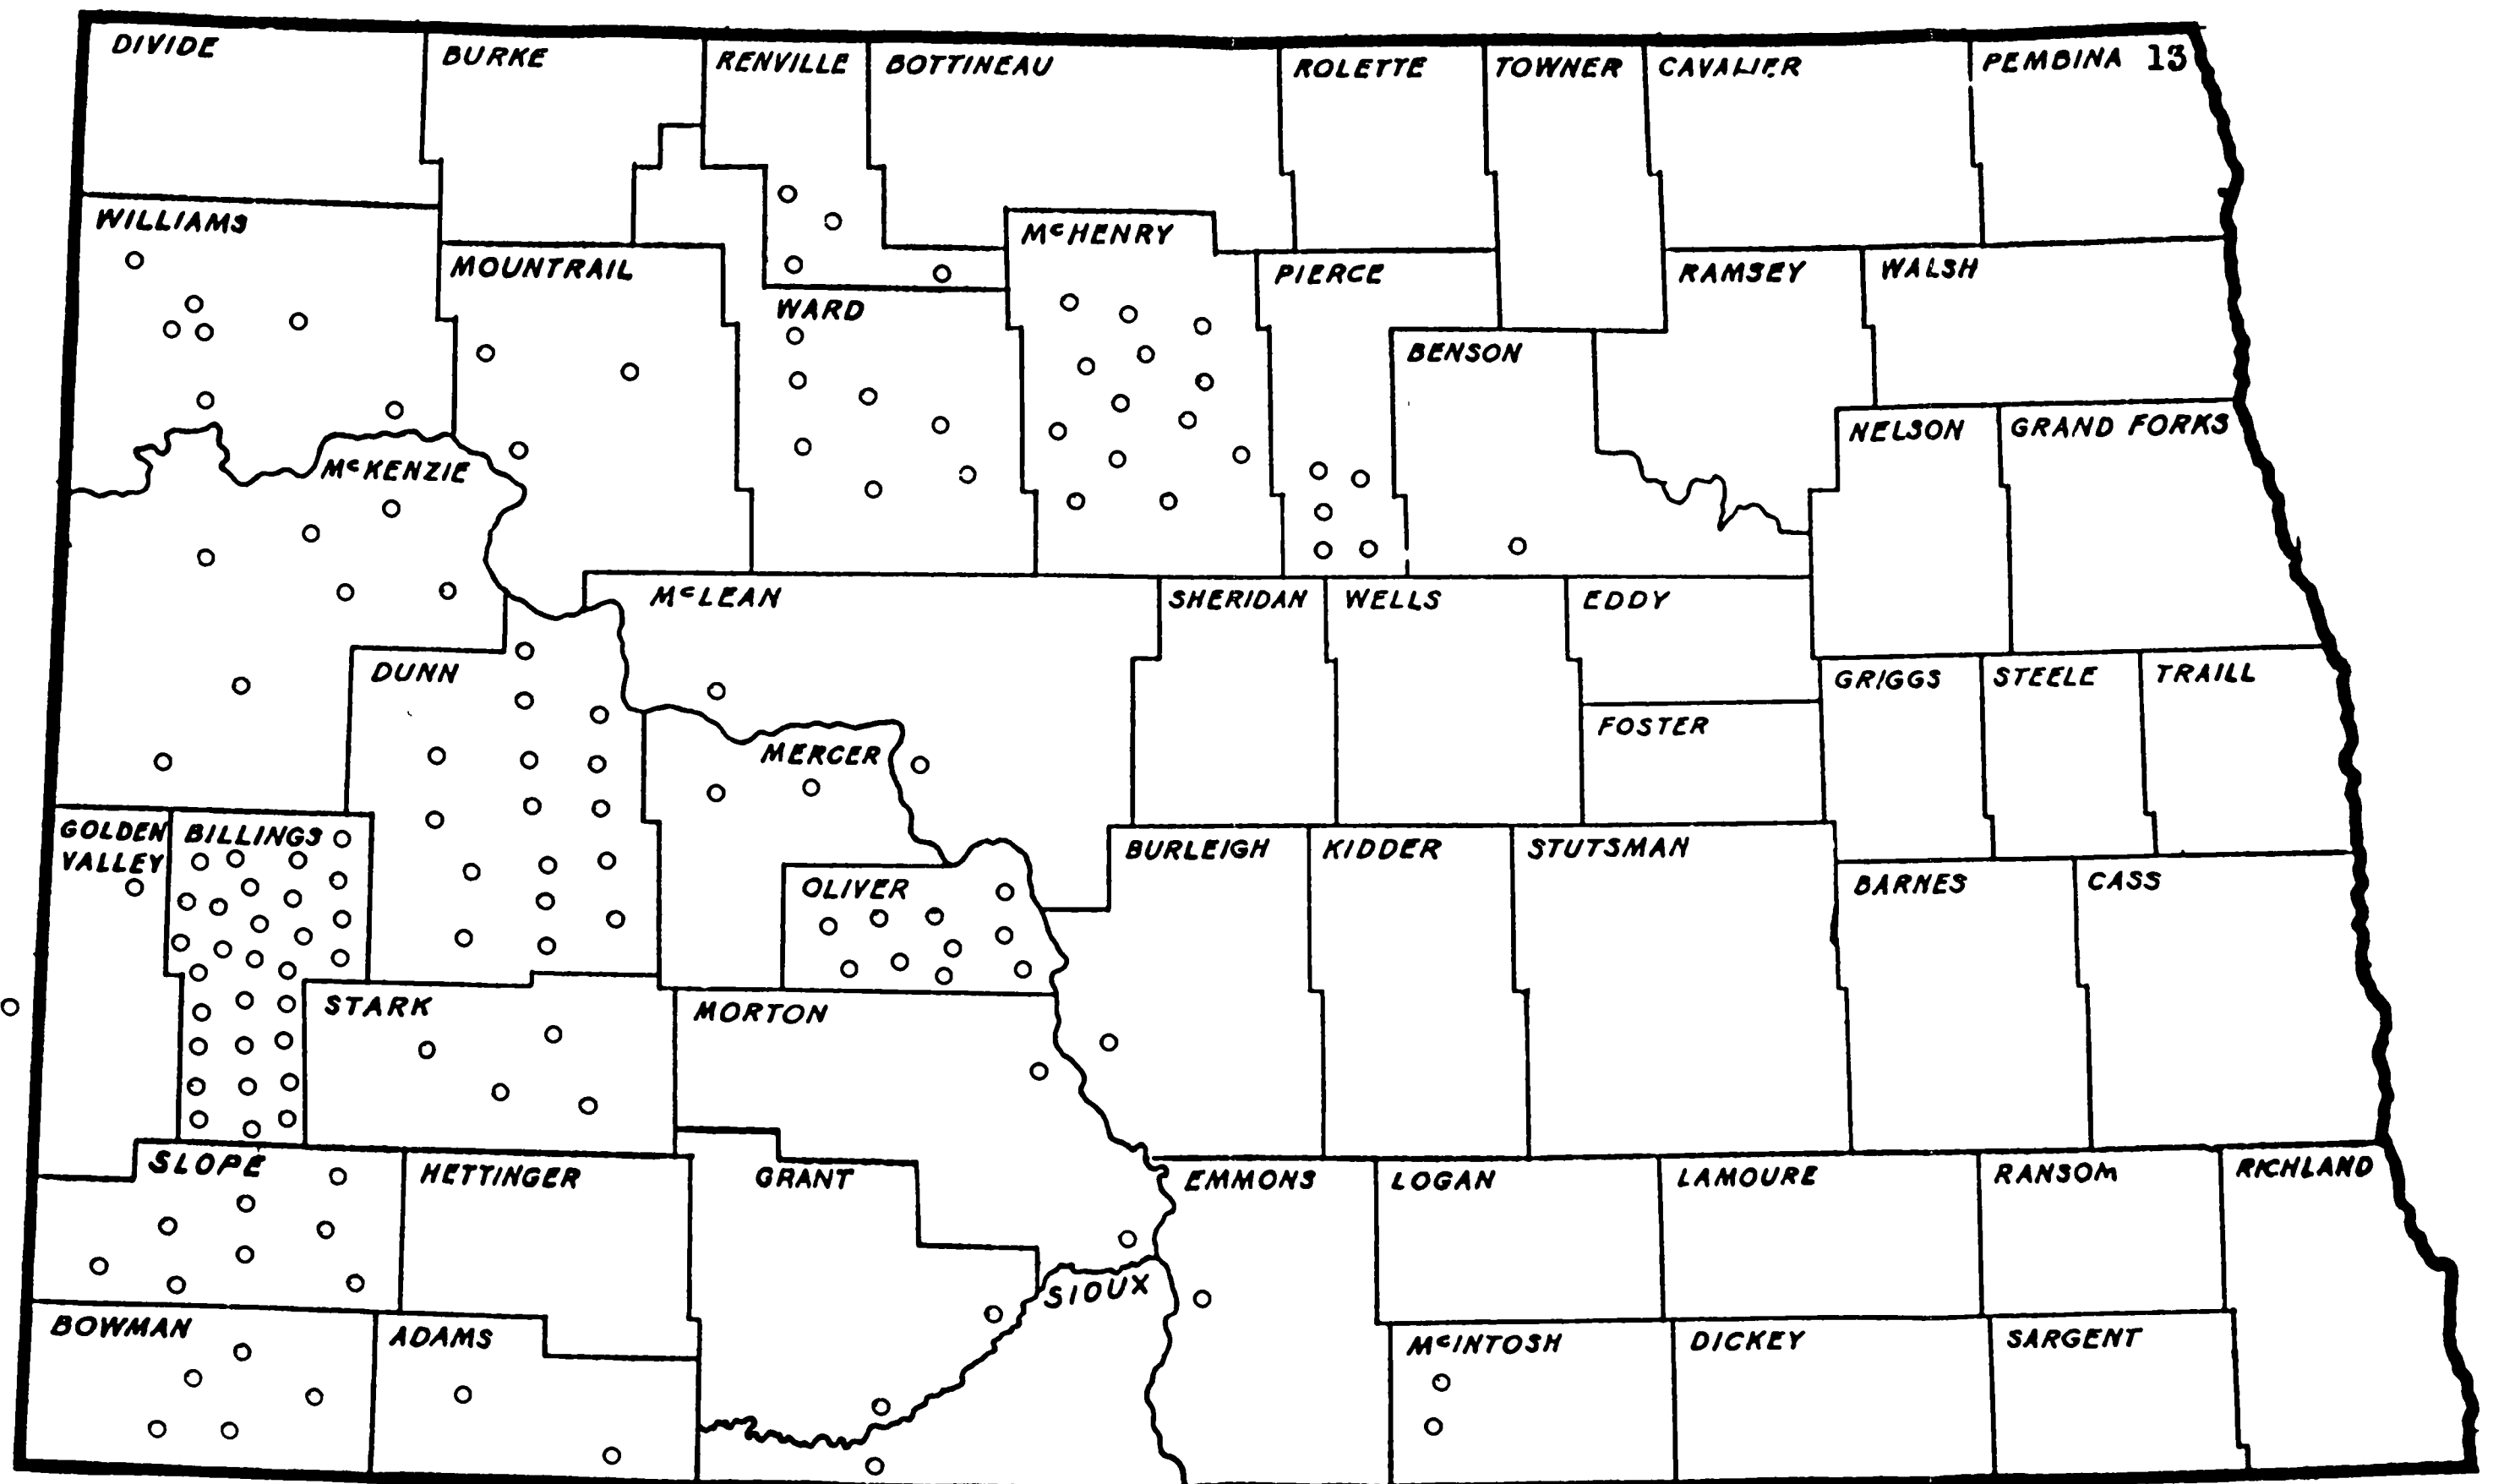 DIVIDE
BURKE
RENVILLE
BOTTINEAU
ROLETTE
TOWNER
CAVALIER
PEMBINA 13
WILLIAMS
MOUNTRAIL
WARD
McHENRY
PIERCE
RAMSEY
WALSH
BENSON
NELSON
GRAND FORKS
McKENZIE
McLEAN
SHERIDAN
WELLS
EDDY
DUNN
GRIGGS
STEELE
TRAILL
FOSTER
MERCER
GOLDEN
VALLEY
BILLINGS
OLIVER
BURLEIGH
KIDDER
STUTSMAN
BARNES
CASS
STARK
MORTON
SLOPE
HETTINGER
GRANT
EMMONS
LOGAN
LAMOURE
RANSOM
RICHLAND
SIOUX
BOWMAN
ADAMS
McINTOSH
DICKEY
SARGENT